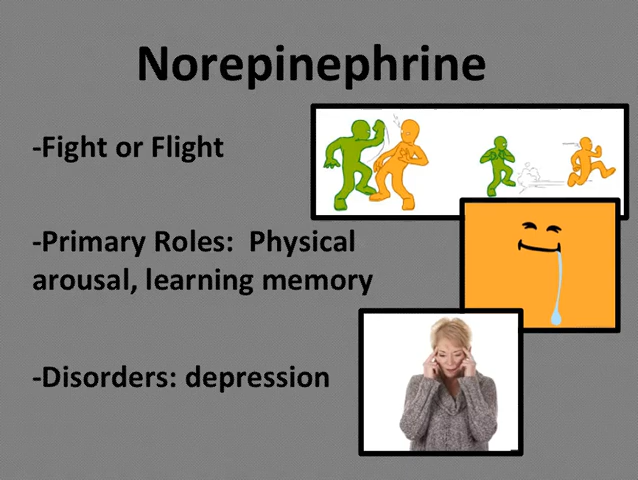 Norepinephrine
-Fight or Flight
-Primary Roles:  Physical
arousal, learning memory
-Disorders: depression